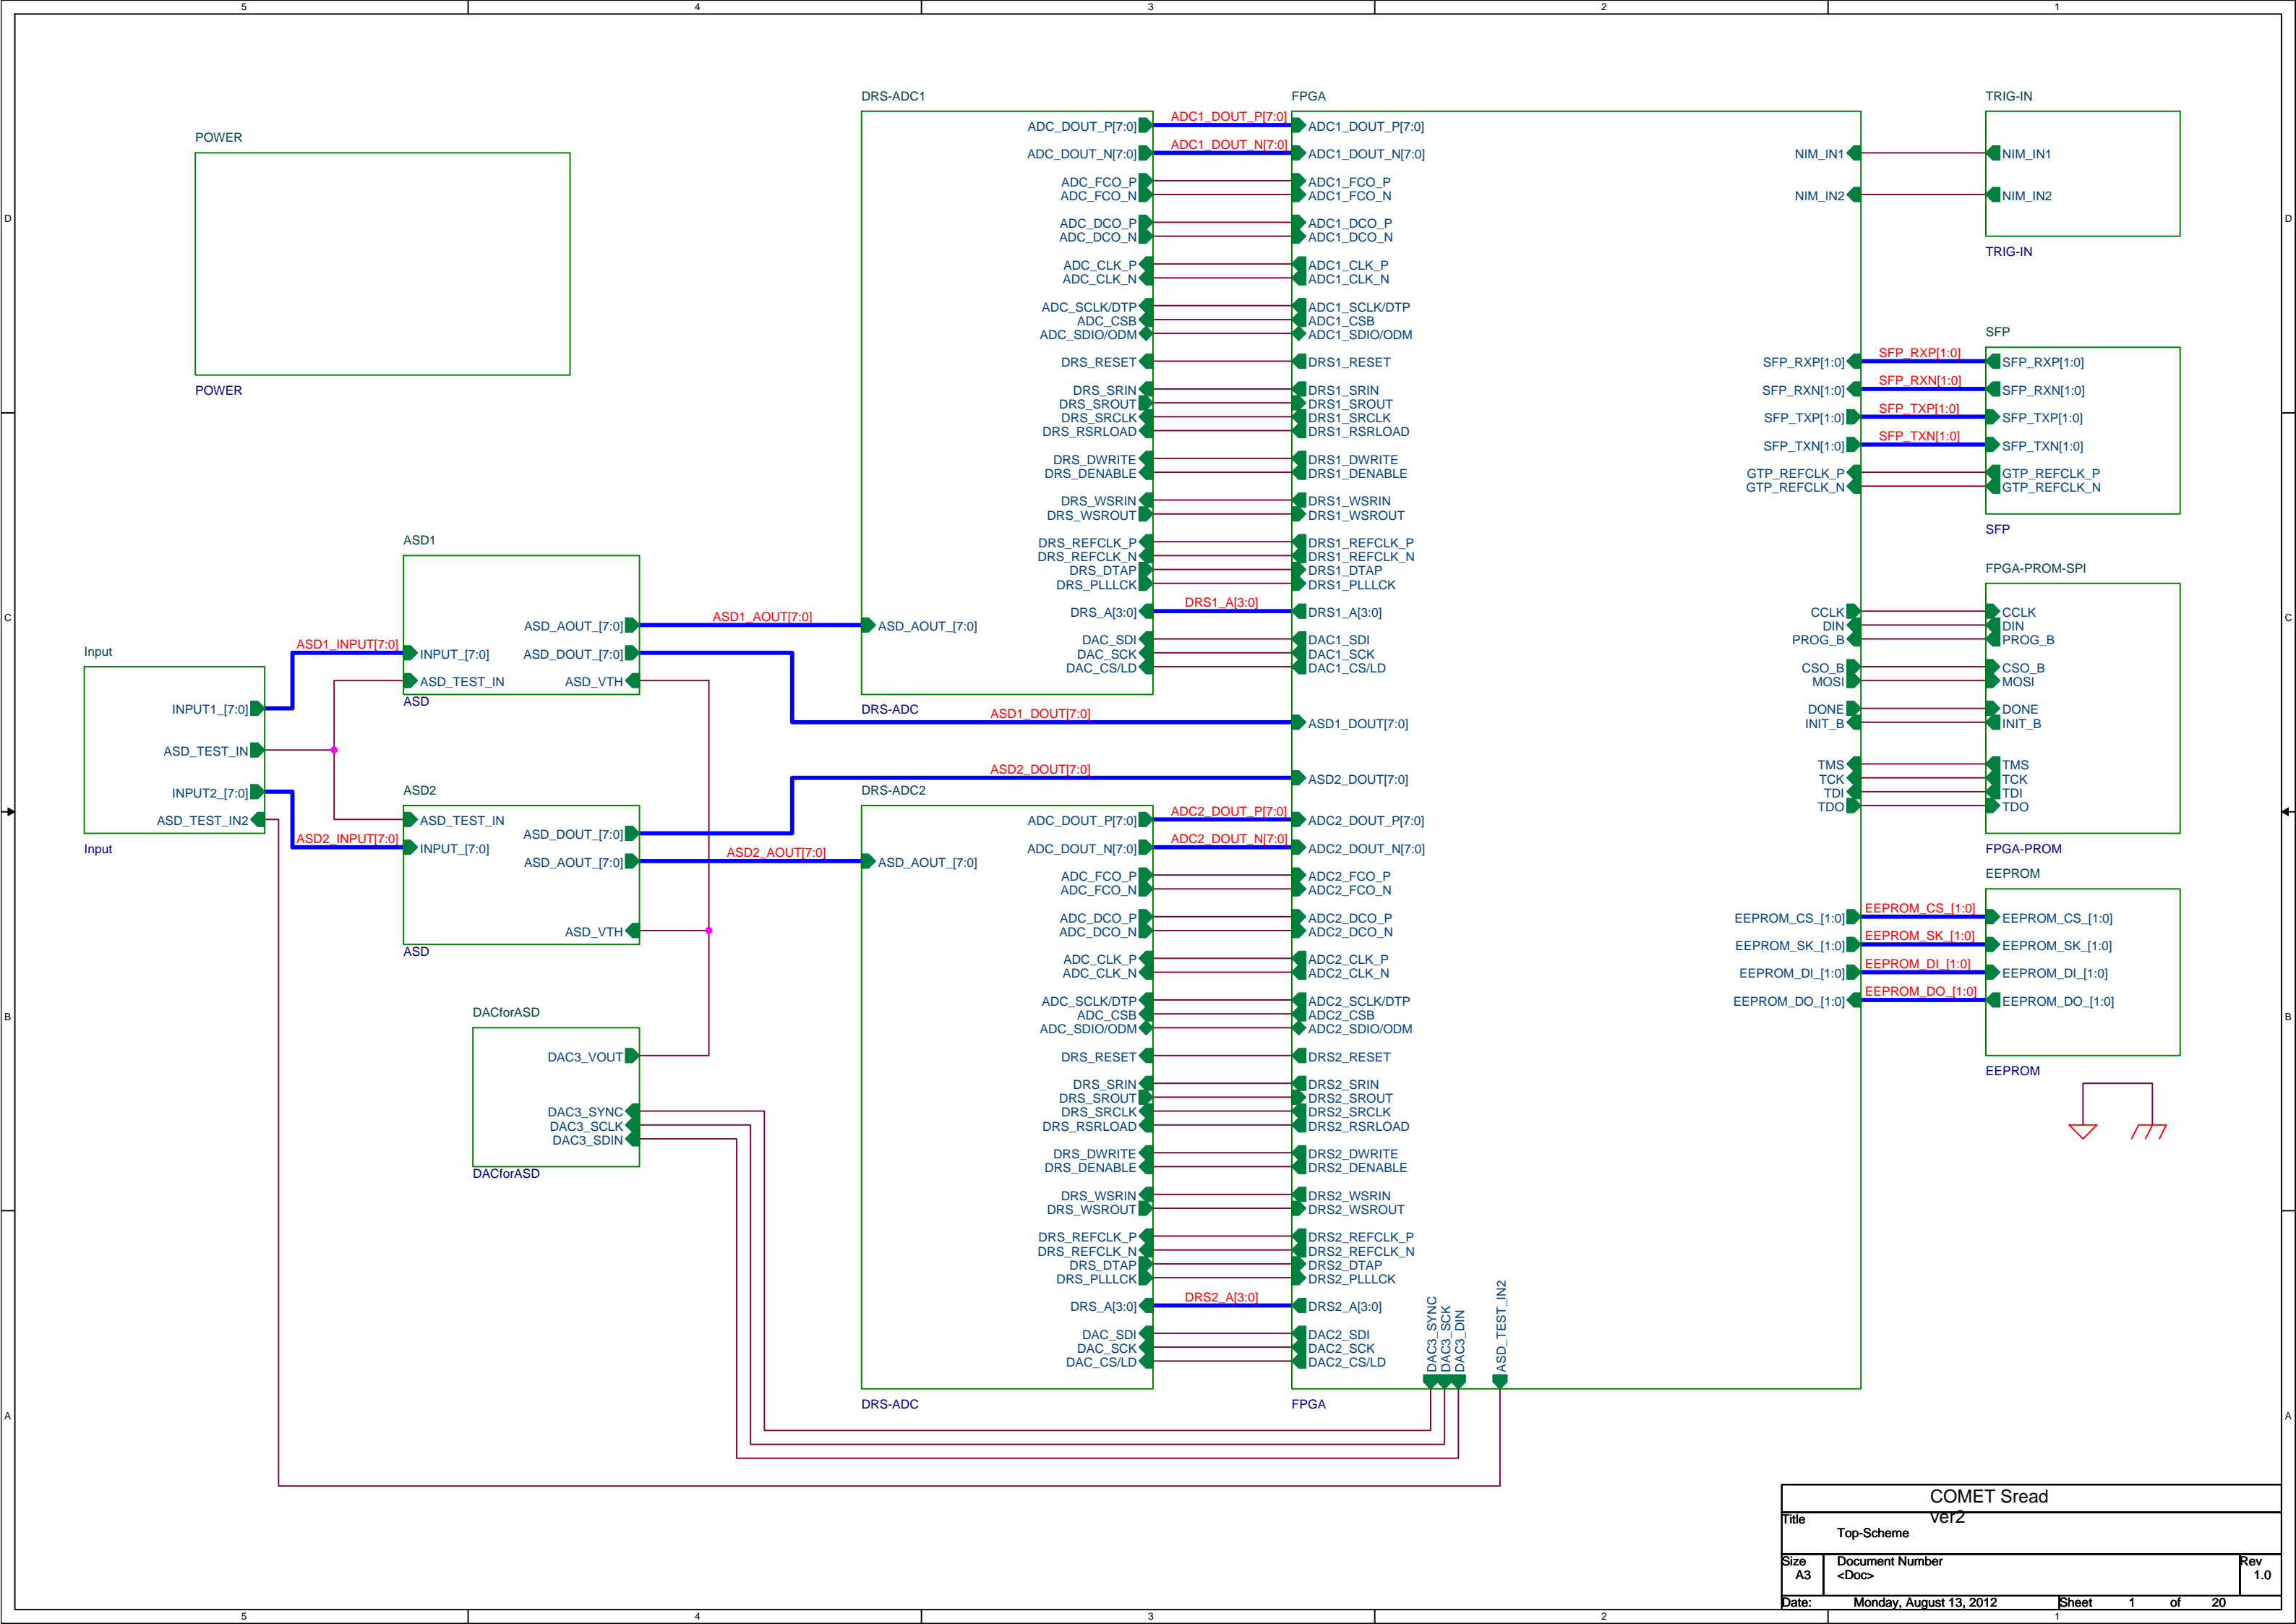 5 4 3 2 1
D
C
B
A
D
C
B
A
POWER
POWER
Input
INPUT1_[7:0]
ASD_TEST_IN
INPUT2_[7:0]
ASD_TEST_IN2
Input
ASD1_INPUT[7:0]
ASD2_INPUT[7:0]
ASD1
ASD_AOUT_[7:0]
INPUT_[7:0] ASD_DOUT_[7:0]
ASD_TEST_IN ASD_VTH
ASD
ASD2
ASD_TEST_IN
ASD_DOUT_[7:0]
INPUT_[7:0]
ASD_AOUT_[7:0]
ASD_VTH
ASD
ASD1_AOUT[7:0]
ASD1_DOUT[7:0]
ASD2_DOUT[7:0]
ASD2_AOUT[7:0]
DACforASD
DAC3_VOUT
DAC3_SYNC
DAC3_SCLK
DAC3_SDIN
DACforASD
DRS-ADC1
ADC_DOUT_P[7:0]
ADC_DOUT_N[7:0]
ADC_FCO_P
ADC_FCO_N
ADC_DCO_P
ADC_DCO_N
ADC_CLK_P
ADC_CLK_N
ADC_SCLK/DTP
ADC_CSB
ADC_SDIO/ODM
DRS_RESET
DRS_SRIN
DRS_SROUT
DRS_SRCLK
DRS_RSRLOAD
DRS_DWRITE
DRS_DENABLE
DRS_WSRIN
DRS_WSROUT
DRS_REFCLK_P
DRS_REFCLK_N
DRS_DTAP
DRS_PLLLCK
DRS_A[3:0]
ASD_AOUT_[7:0]
DAC_SDI
DAC_SCK
DAC_CS/LD
DRS-ADC
ADC1_DOUT_P[7:0]
ADC1_DOUT_N[7:0]
DRS1_A[3:0]
DRS-ADC2
ADC_DOUT_P[7:0]
ADC_DOUT_N[7:0]
ASD_AOUT_[7:0]
ADC_FCO_P
ADC_FCO_N
ADC_DCO_P
ADC_DCO_N
ADC_CLK_P
ADC_CLK_N
ADC_SCLK/DTP
ADC_CSB
ADC_SDIO/ODM
DRS_RESET
DRS_SRIN
DRS_SROUT
DRS_SRCLK
DRS_RSRLOAD
DRS_DWRITE
DRS_DENABLE
DRS_WSRIN
DRS_WSROUT
DRS_REFCLK_P
DRS_REFCLK_N
DRS_DTAP
DRS_PLLLCK
DRS_A[3:0]
DAC_SDI
DAC_SCK
DAC_CS/LD
DRS-ADC
ADC2_DOUT_P[7:0]
ADC2_DOUT_N[7:0]
DRS2_A[3:0]
FPGA
ADC1_DOUT_P[7:0]
ADC1_DOUT_N[7:0]
ADC1_FCO_P
ADC1_FCO_N
ADC1_DCO_P
ADC1_DCO_N
ADC1_CLK_P
ADC1_CLK_N
ADC1_SCLK/DTP
ADC1_CSB
ADC1_SDIO/ODM
DRS1_RESET
DRS1_SRIN
DRS1_SROUT
DRS1_SRCLK
DRS1_RSRLOAD
DRS1_DWRITE
DRS1_DENABLE
DRS1_WSRIN
DRS1_WSROUT
DRS1_REFCLK_P
DRS1_REFCLK_N
DRS1_DTAP
DRS1_PLLLCK
DRS1_A[3:0]
DAC1_SDI
DAC1_SCK
DAC1_CS/LD
ASD1_DOUT[7:0]
ASD2_DOUT[7:0]
ADC2_DOUT_P[7:0]
ADC2_DOUT_N[7:0]
ADC2_FCO_P
ADC2_FCO_N
ADC2_DCO_P
ADC2_DCO_N
ADC2_CLK_P
ADC2_CLK_N
ADC2_SCLK/DTP
ADC2_CSB
ADC2_SDIO/ODM
DRS2_RESET
DRS2_SRIN
DRS2_SROUT
DRS2_SRCLK
DRS2_RSRLOAD
DRS2_DWRITE
DRS2_DENABLE
DRS2_WSRIN
DRS2_WSROUT
DRS2_REFCLK_P
DRS2_REFCLK_N
DRS2_DTAP
DRS2_PLLLCK
DRS2_A[3:0]
DAC2_SDI
DAC2_SCK
DAC2_CS/LD
DAC3_SYNC
DAC3_SCK
DAC3_DIN
ASD_TEST_IN2
FPGA
NIM_IN1
NIM_IN2
SFP_RXP[1:0]
SFP_RXN[1:0]
SFP_TXP[1:0]
SFP_TXN[1:0]
GTP_REFCLK_P
GTP_REFCLK_N
CCLK
DIN
PROG_B
CSO_B
MOSI
DONE
INIT_B
TMS
TCK
TDI
TDO
EEPROM_CS_[1:0]
EEPROM_SK_[1:0]
EEPROM_DI_[1:0]
EEPROM_DO_[1:0]
SFP_RXP[1:0]
SFP_RXN[1:0]
SFP_TXP[1:0]
SFP_TXN[1:0]
EEPROM_CS_[1:0]
EEPROM_SK_[1:0]
EEPROM_DI_[1:0]
EEPROM_DO_[1:0]
TRIG-IN
NIM_IN1
NIM_IN2
TRIG-IN
SFP
SFP_RXP[1:0]
SFP_RXN[1:0]
SFP_TXP[1:0]
SFP_TXN[1:0]
GTP_REFCLK_P
GTP_REFCLK_N
SFP
FPGA-PROM-SPI
CCLK
DIN
PROG_B
CSO_B
MOSI
DONE
INIT_B
TMS
TCK
TDI
TDO
FPGA-PROM
EEPROM
EEPROM_CS_[1:0]
EEPROM_SK_[1:0]
EEPROM_DI_[1:0]
EEPROM_DO_[1:0]
EEPROM
COMET Sread
ver2
Title
Top-Scheme
Size Document Number Rev
A3 <Doc> 1.0
Date: Monday, August 13, 2012 Sheet 1 of 20
5 4 3 2 1